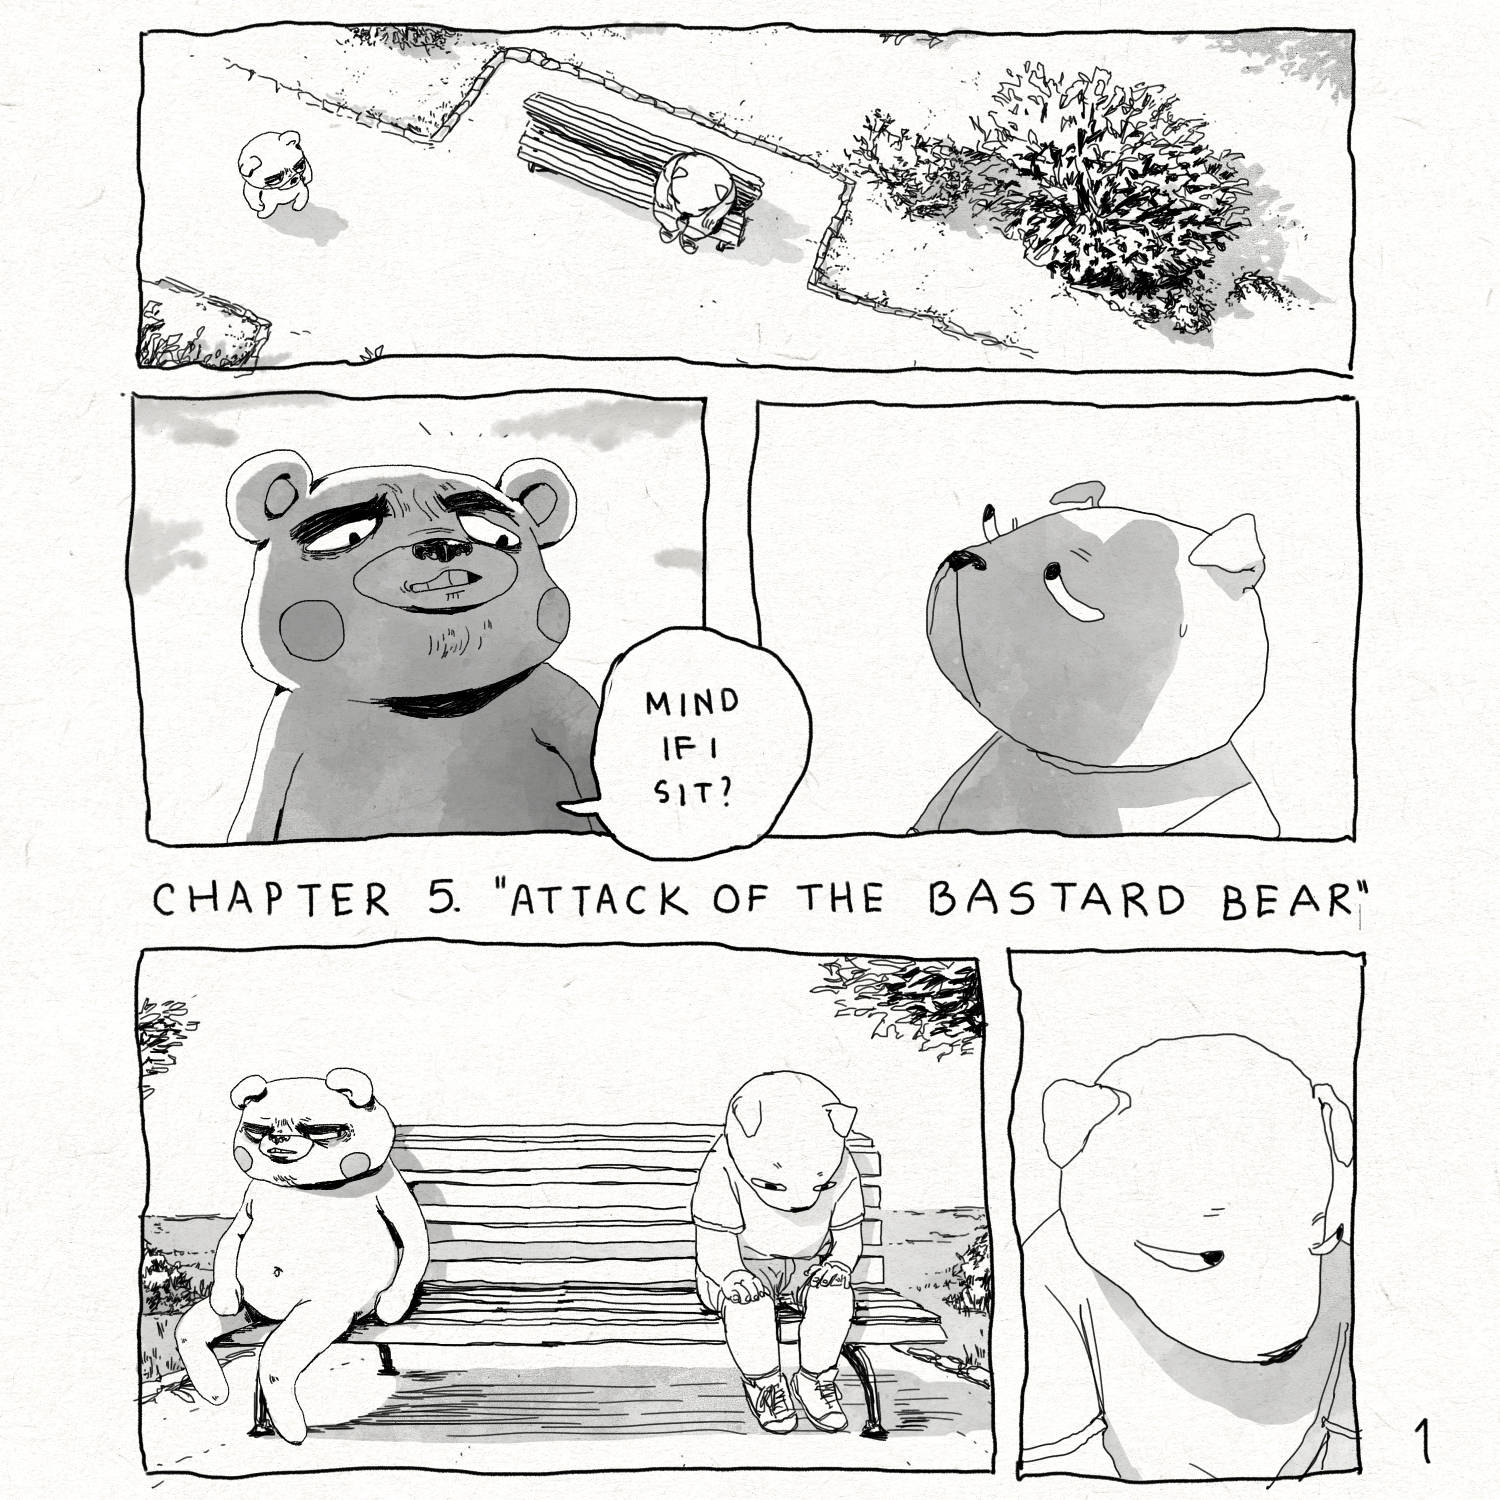 MIND
IF I
SIT?
CHAPTER 5. "ATTACK OF THE BASTARD BEAR"
1